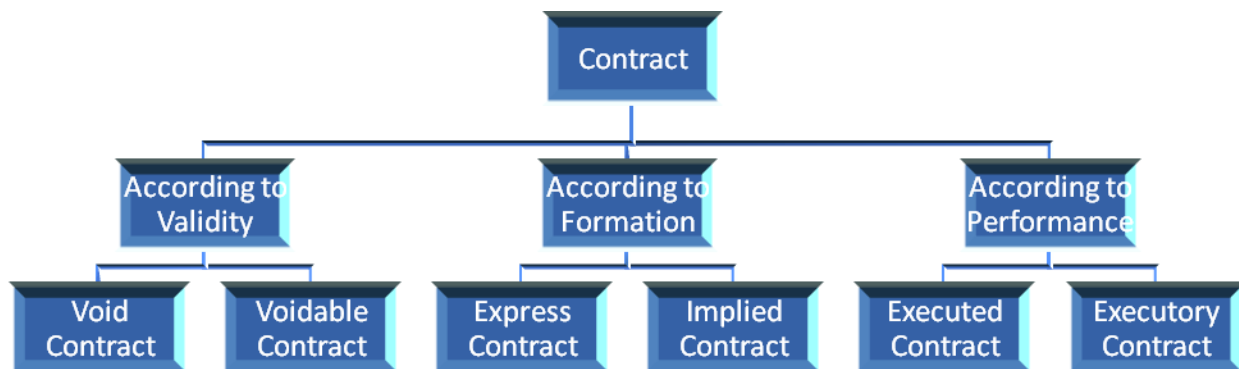 Contract
According to
Validity
According to
Formation
According to
Performance
Void
Contract
Voidable
Contract
Express
Contract
Implied
Contract
Executed
Contract
Executory
Contract